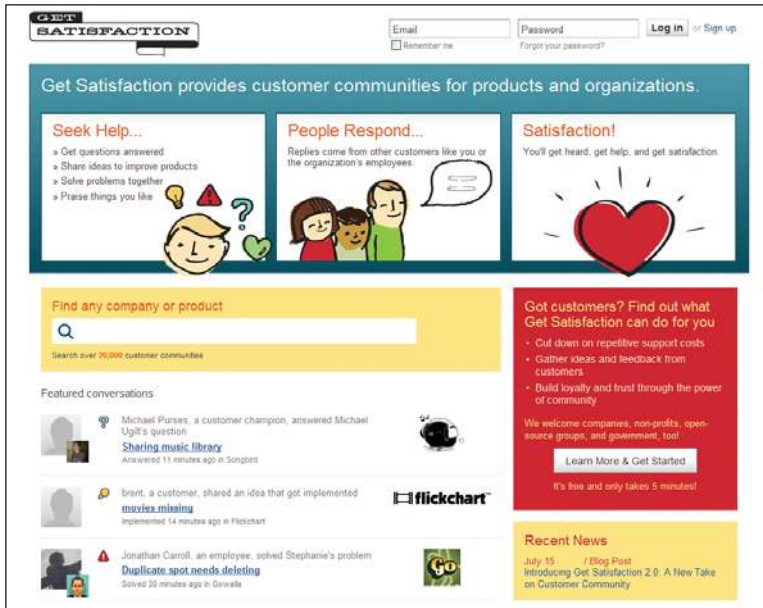 GET
SATISFACTION
Email
Password
Log in or Sign up
Remember me
Forgot your password?
Get Satisfaction provides customer communities for products and organizations.
Seek Help...
» Get questions answered
» Share ideas to improve products
» Solve problems together
» Praise things you like
People Respond...
Replies come from other customers like you or
the organization's employees.
Satisfaction!
You'll get heard, get help, and get satisfaction.
Find any company or product
Search over 20,000 customer communities
Featured conversations
Michael Purses, a customer champion, answered Michael
Ugilt's question
Sharing music library
Answered 11 minutes ago in Songbird
brent, a customer, shared an idea that got implemented
movies missing
Implemented 14 minutes ago in Flickchart
flickchart
Jonathan Carroll, an employee, solved Stephanie's problem
Duplicate spot needs deleting
Solved 20 minutes ago in Gowalla
Go
Got customers? Find out what
Get Satisfaction can do for you
• Cut down on repetitive support costs
• Gather ideas and feedback from
customers
• Build loyalty and trust through the power
of community
We welcome companies, non-profits, open-
source groups, and government, too!
Learn More & Get Started
It's free and only takes 5 minutes!
Recent News
July 15 / Blog Post
Introducing Get Satisfaction 2.0: A New Take
on Customer Community